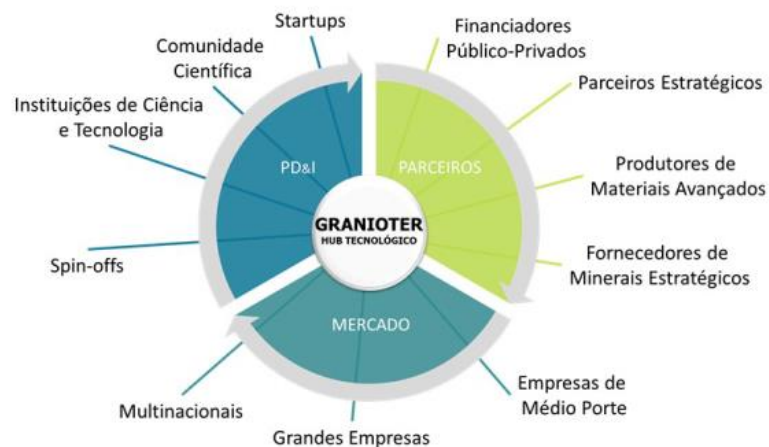 Startups
Comunidade
Científica
Instituições de Ciência
e Tecnologia
Spin-offs
PD&I
Financiadores
Público-Privados
Parceiros Estratégicos
Produtores de
Materiais Avançados
Fornecedores de
Minerais Estratégicos
PARCEIROS
GRANIOTER
HUB TECNOLÓGICO
MERCADO
Multinacionais
Grandes Empresas
Empresas de
Médio Porte